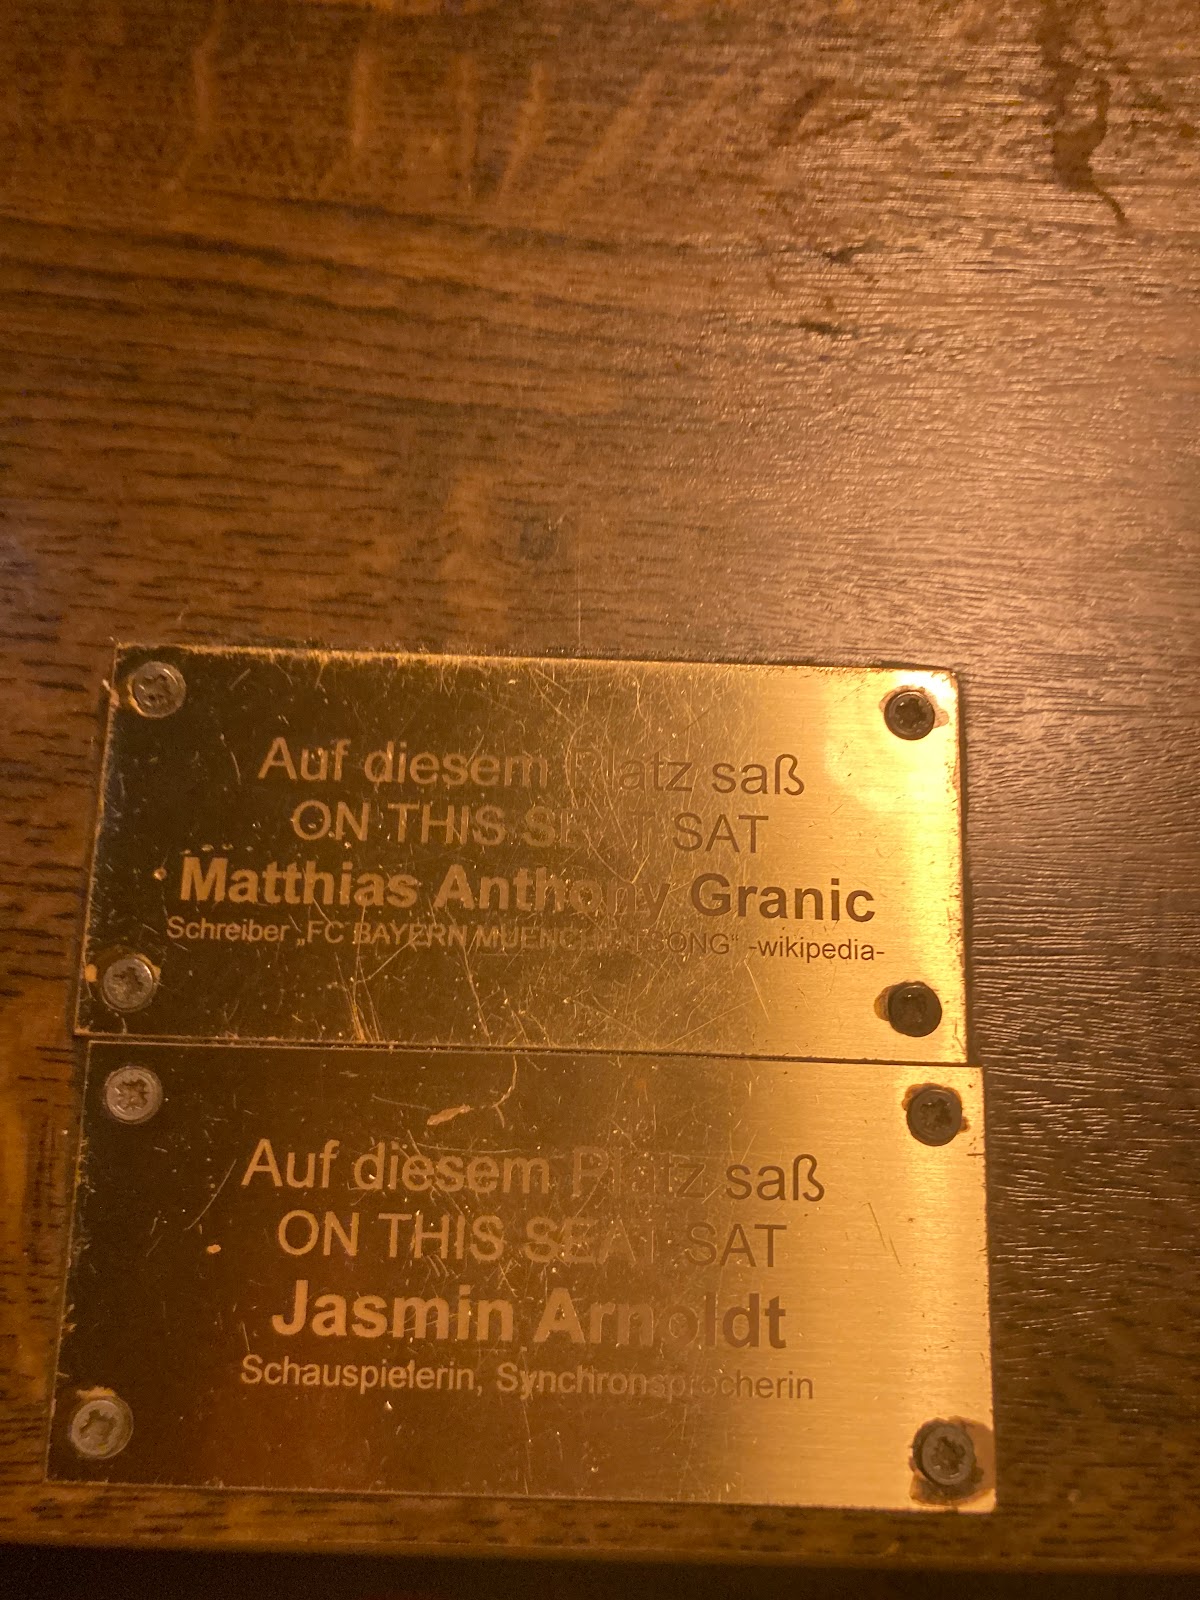 Auf diesem Platz saß
ON THIS SEAT SAT
Matthias Anthony Granic
Schreiber „FC BAYERN MUENCHEN SONG“ -wikipedia-
Auf diesem Platz saß
ON THIS SEAT SAT
Jasmin Arnoldt
Schauspielerin, Synchronsprecherin